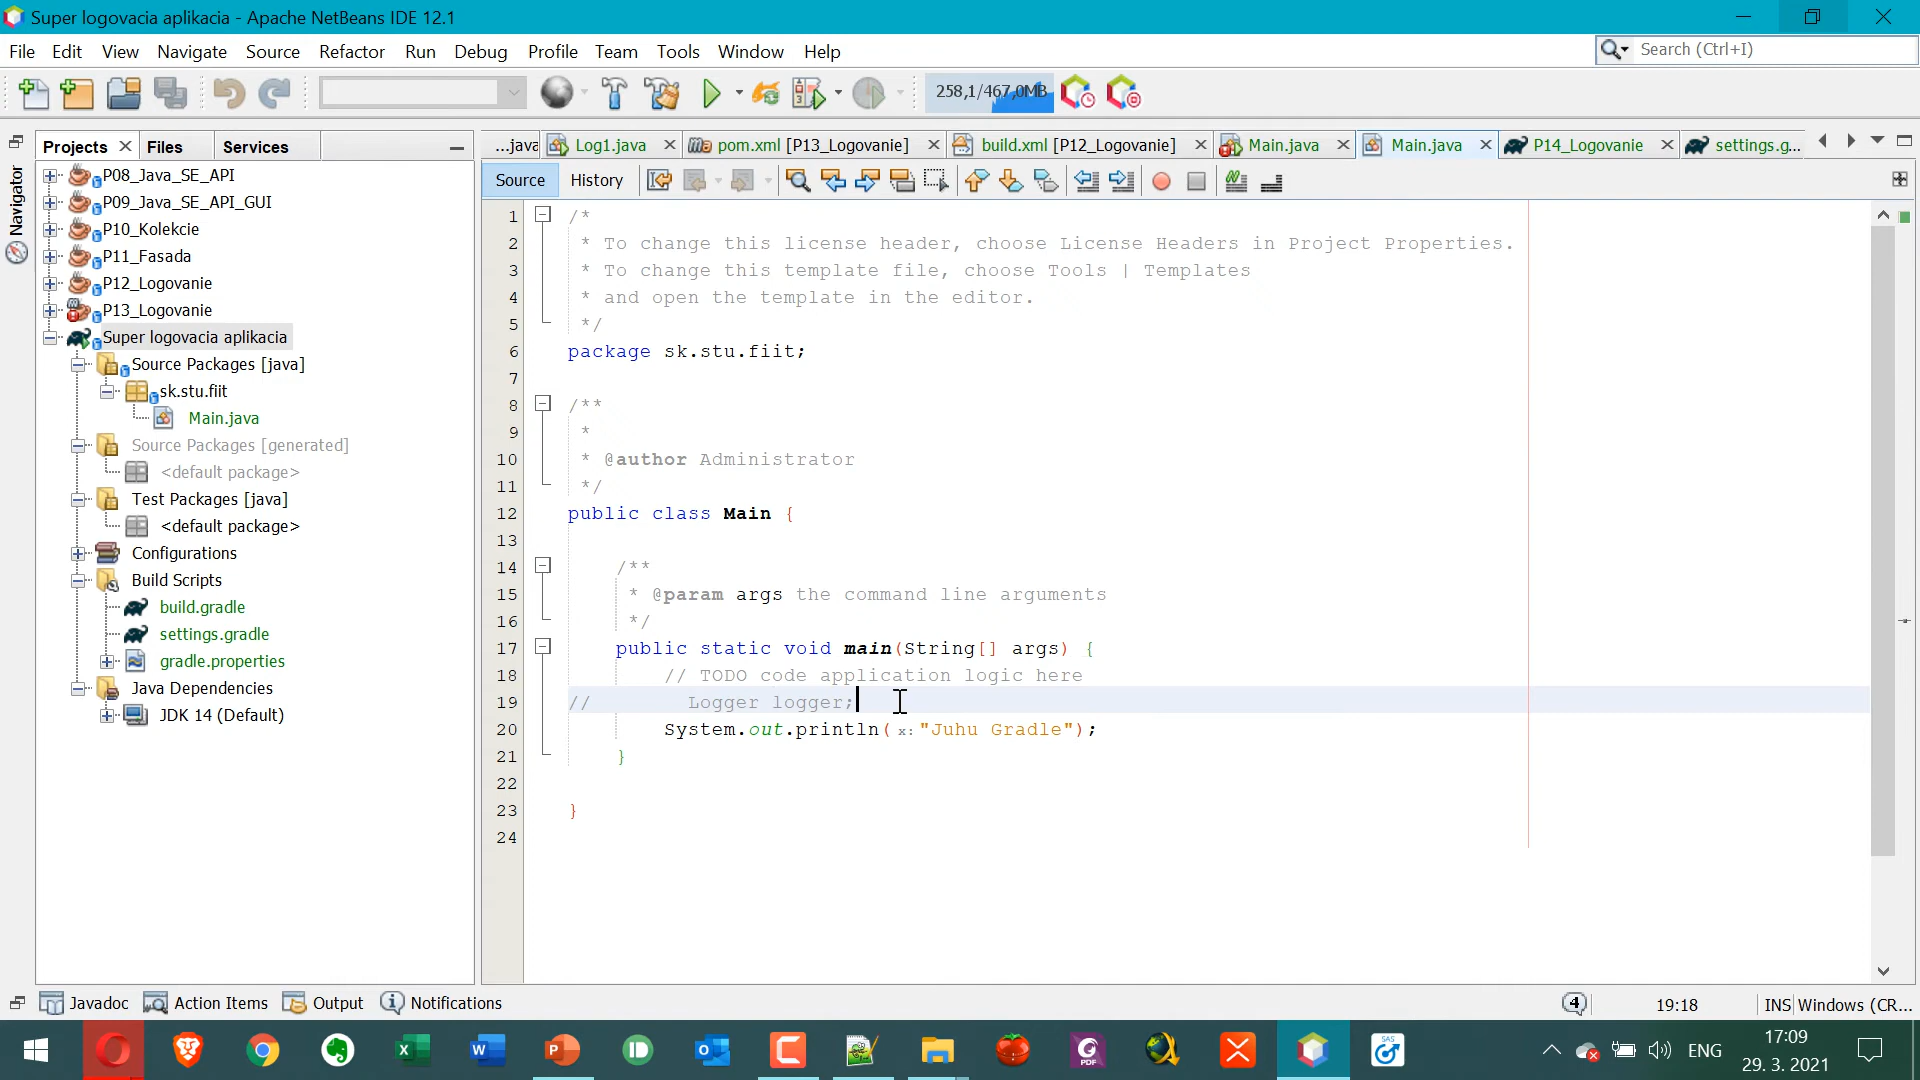 Super logovacia aplikacia - Apache NetBeans IDE 12.1
File Edit View Navigate Source Refactor Run Debug Profile Team Tools Window Help
Search (Ctrl+I)
258,1/467,0MB
Projects Files Services
...java Log1.java pom.xml [P13_Logovanie] build.xml [P12_Logovanie] Main.java Main.java P14_Logovanie settings.g...
Navigator
Source History
P08_Java_SE_API
P09_Java_SE_API_GUI
P10_Kolekcie
P11_Fasada
P12_Logovanie
P13_Logovanie
Super logovacia aplikacia
Source Packages [java]
sk.stu.fiit
Main.java
Source Packages [generated]
<default package>
Test Packages [java]
<default package>
Configurations
Build Scripts
build.gradle
settings.gradle
gradle.properties
Java Dependencies
JDK 14 (Default)
1 /*
2 * To change this license header, choose License Headers in Project Properties.
3 * To change this template file, choose Tools | Templates
4 * and open the template in the editor.
5 */
6 package sk.stu.fiit;
7
8 /**
9 *
10 * @author Administrator
11 */
12 public class Main {
13
14 /**
15 * @param args the command line arguments
16 */
17 public static void main(String[] args) {
18 // TODO code application logic here
19 // Logger logger;
20 System.out.println( x: "Juhu Gradle");
21 }
22
23 }
24
Javadoc Action Items Output Notifications
4 19:18 INS Windows (CR...
PDF
SAS
ENG
17:09
29. 3. 2021